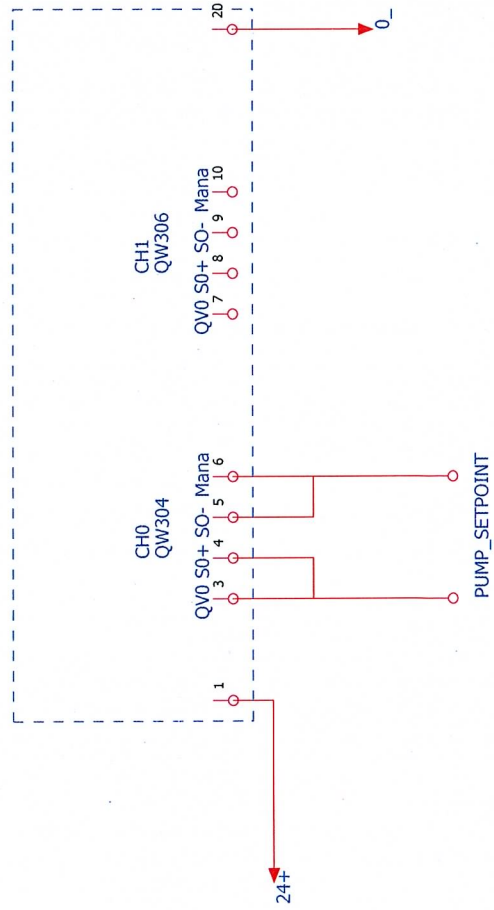 CH0
QW304
QV0 S0+ SO- Mana
CH1
QW306
QV0 S0+ SO- Mana
1
3 4 5 6
7 8 9 10
20
24+
0_
PUMP_SETPOINT